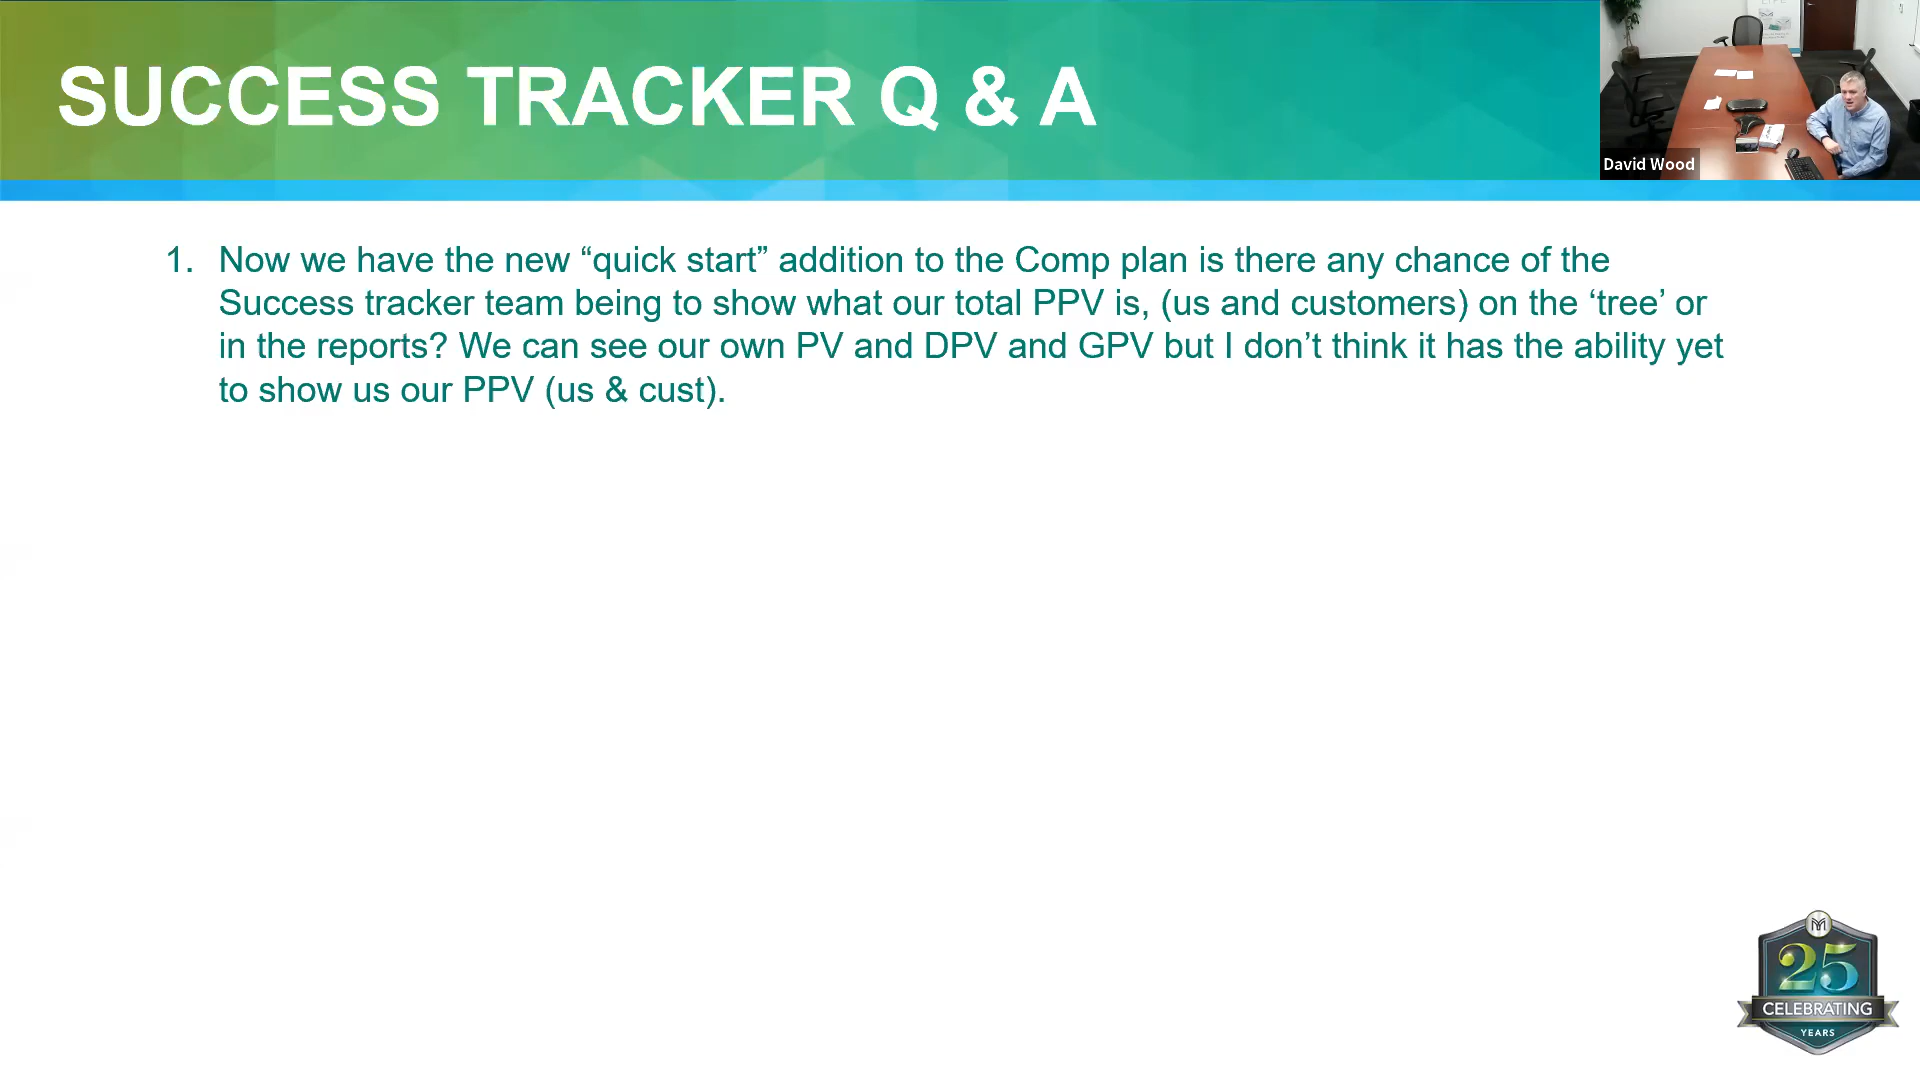 SUCCESS TRACKER Q & A
David Wood
1. Now we have the new “quick start” addition to the Comp plan is there any chance of the
Success tracker team being to show what our total PPV is, (us and customers) on the ‘tree’ or
in the reports? We can see our own PV and DPV and GPV but I don’t think it has the ability yet
to show us our PPV (us & cust).
25
CELEBRATING
YEARS